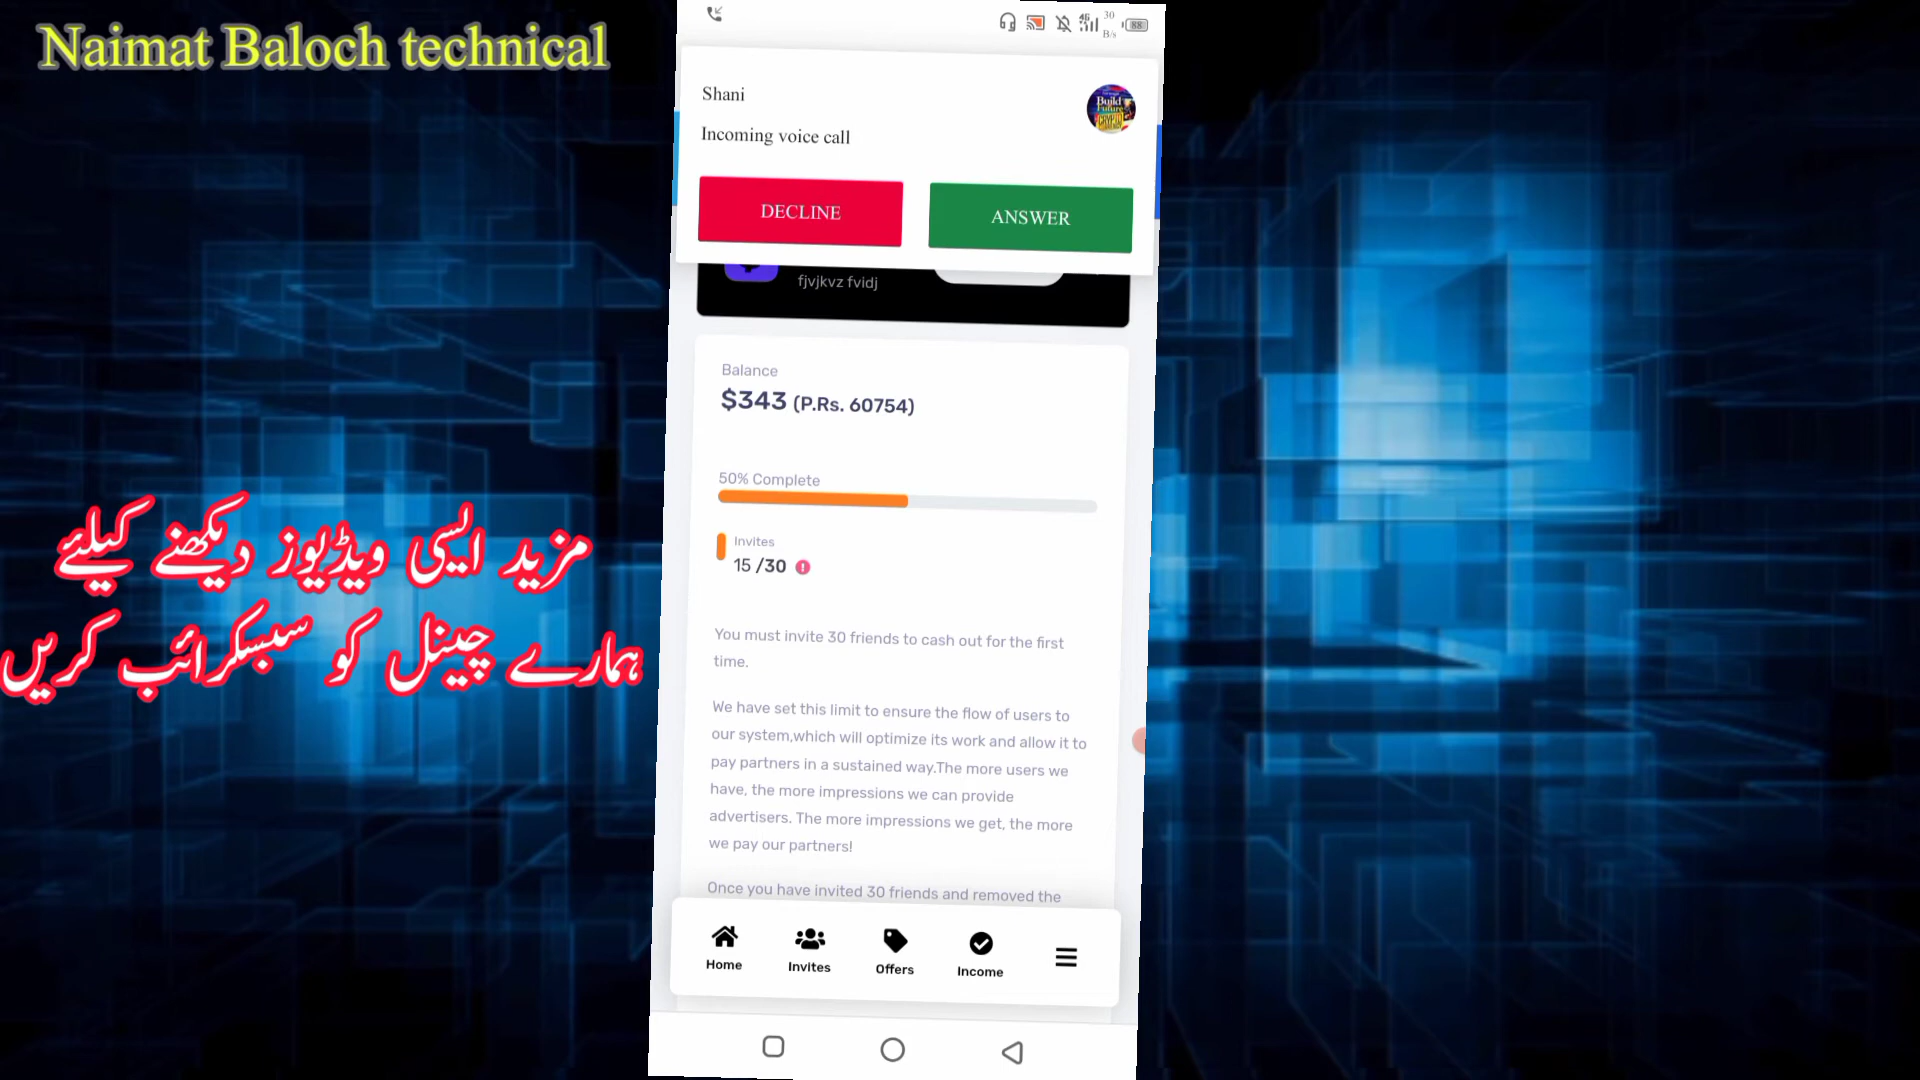 Naimat Baloch technical
30
B/s
88
Shani
Incoming voice call
Build
Future
CRYPTO
DECLINE
ANSWER
fjvjkvz fvidj
Balance
$343 (P.Rs. 60754)
50% Complete
Invites
15 /30
You must invite 30 friends to cash out for the first
time.
We have set this limit to ensure the flow of users to
our system,which will optimize its work and allow it to
pay partners in a sustained way.The more users we
have, the more impressions we can provide
advertisers. The more impressions we get, the more
we pay our partners!
Once you have invited 30 friends and removed the
Home
Invites
Offers
Income
مزید ایسی ویڈیوز دیکھنے کیلئے
ہمارے چینل کو سبسکرائب کریں